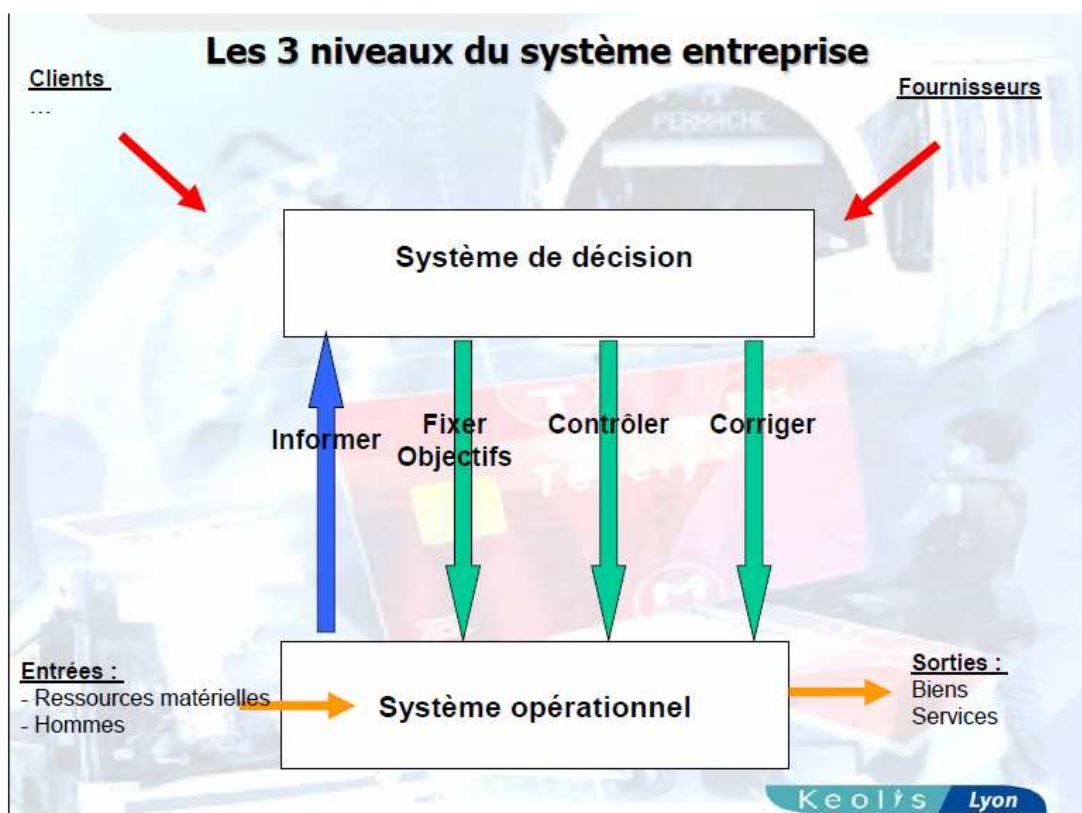 Les 3 niveaux du système entreprise
Clients
...
Fournisseurs
PERRACHE
Système de décision
Informer
Fixer
Objectifs
Contrôler
Corriger
Entrées :
- Ressources matérielles
- Hommes
Système opérationnel
Sorties :
Biens
Services
Keolis Lyon